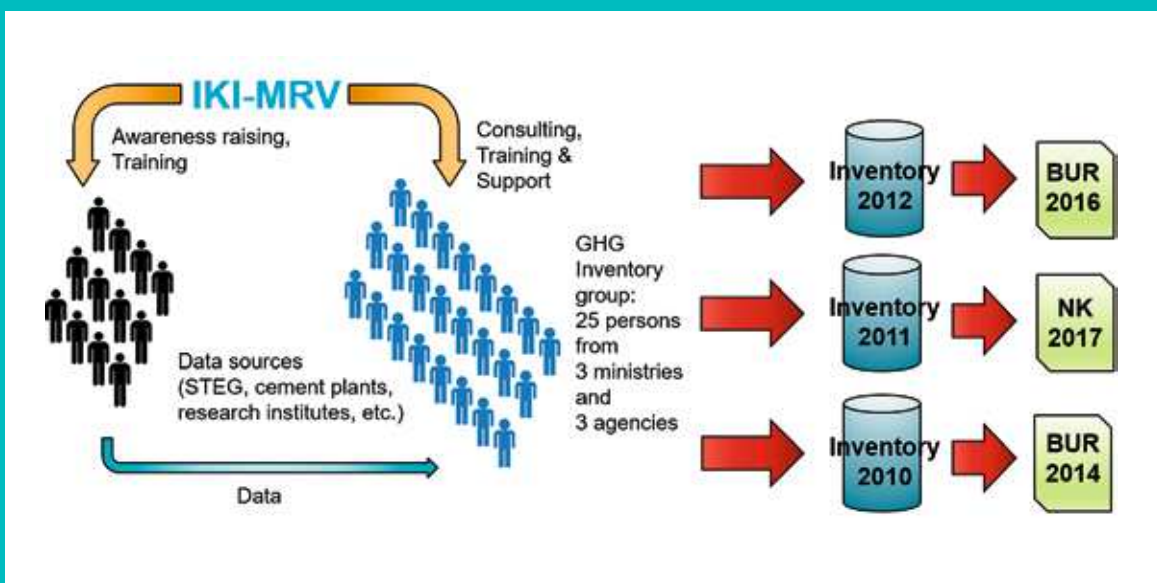 IKI-MRV
Awareness raising,
Training
Consulting,
Training &
Support
Data sources
(STEG, cement plants,
research institutes, etc.)
Data
GHG
Inventory
group:
25 persons
from
3 ministries
and
3 agencies
Inventory
2012
BUR
2016
Inventory
2011
NK
2017
Inventory
2010
BUR
2014